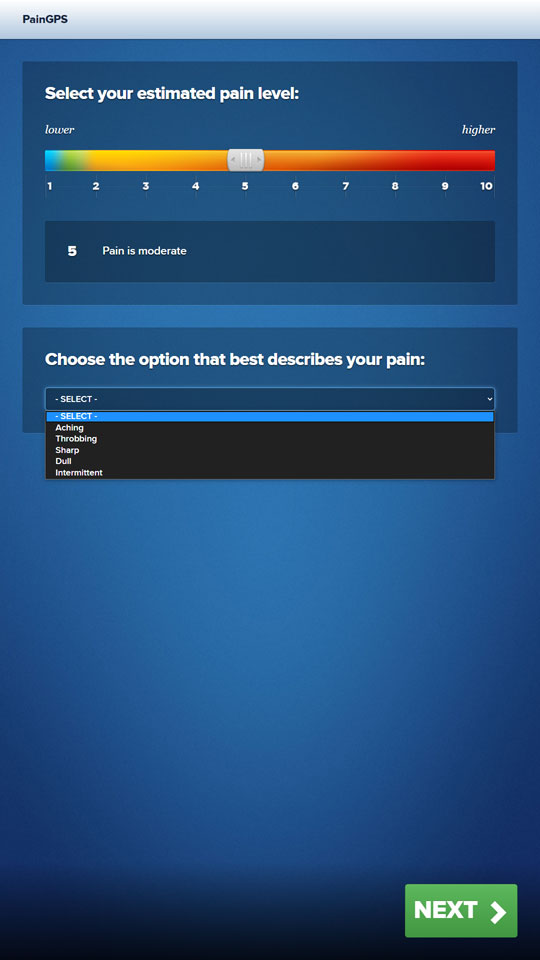 PainGPS
Select your estimated pain level:
lower higher
1 2 3 4 5 6 7 8 9 10
5 Pain is moderate
Choose the option that best describes your pain:
- SELECT -
- SELECT -
Aching
Throbbing
Sharp
Dull
Intermittent
NEXT